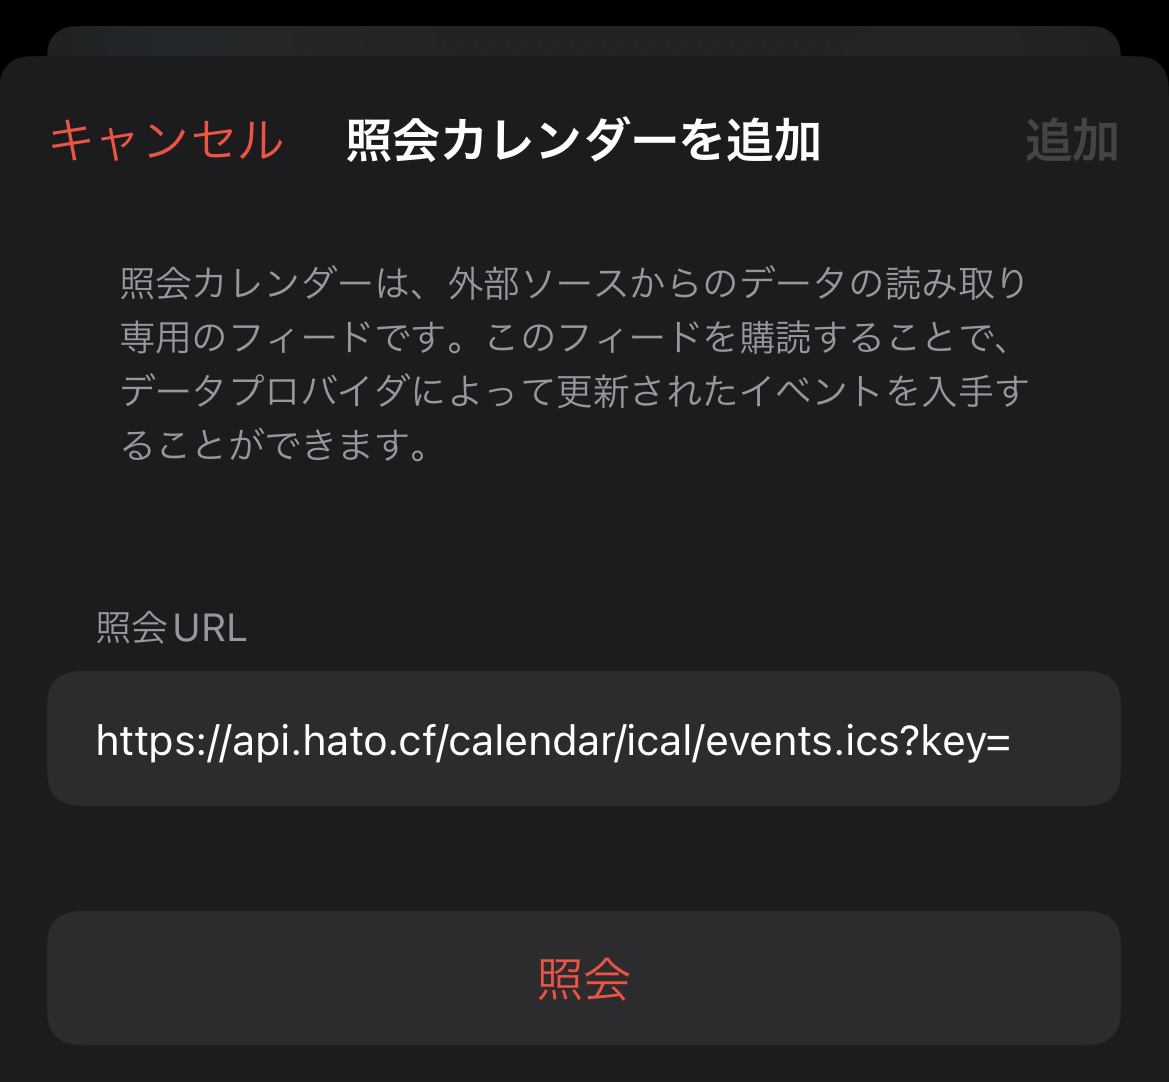 キャンセル 照会カレンダーを追加 追加
照会カレンダーは、外部ソースからのデータの読み取り
専用のフィードです。このフィードを購読することで、
データプロバイダによって更新されたイベントを入手す
ることができます。
照会URL
https://api.hato.cf/calendar/ical/events.ics?key=
照会